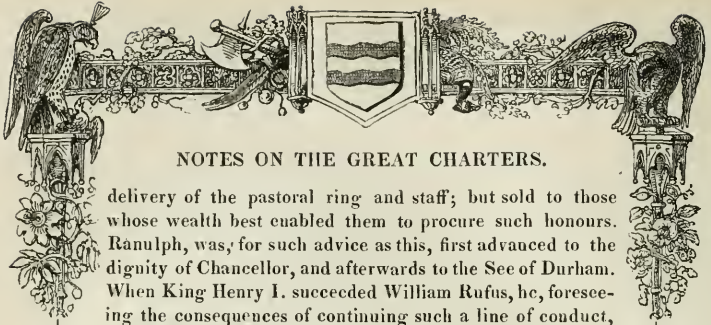 NOTES ON THE GREAT CHARTERS.
delivery of the pastoral ring and staff; but sold to those
whose wealth best enabled them to procure such honours.
Ranulph, was, for such advice as this, first advanced to the
dignity of Chancellor, and afterwards to the See of Durham.
When King Henry I. succeeded William Rufus, he, foresee-
ing the consequences of continuing such a line of conduct,